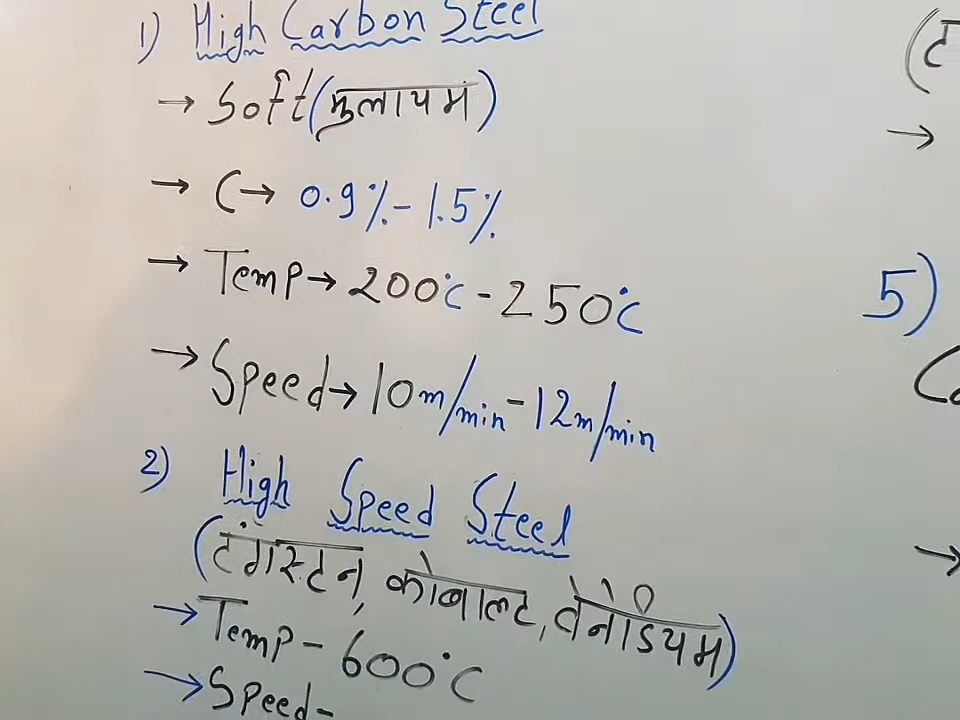 1) High Carbon Steel
→ Soft (मुलायम)
→ C → 0.9% - 1.5%
→ Temp → 200°c - 250°c
→ Speed → 10m/min - 12m/min
2) High Speed Steel
(टंगस्टन, कोबाल्ट, वेनाडियम)
→ Temp - 600°C
→ Speed -
(ट
→
5)
Ca
→